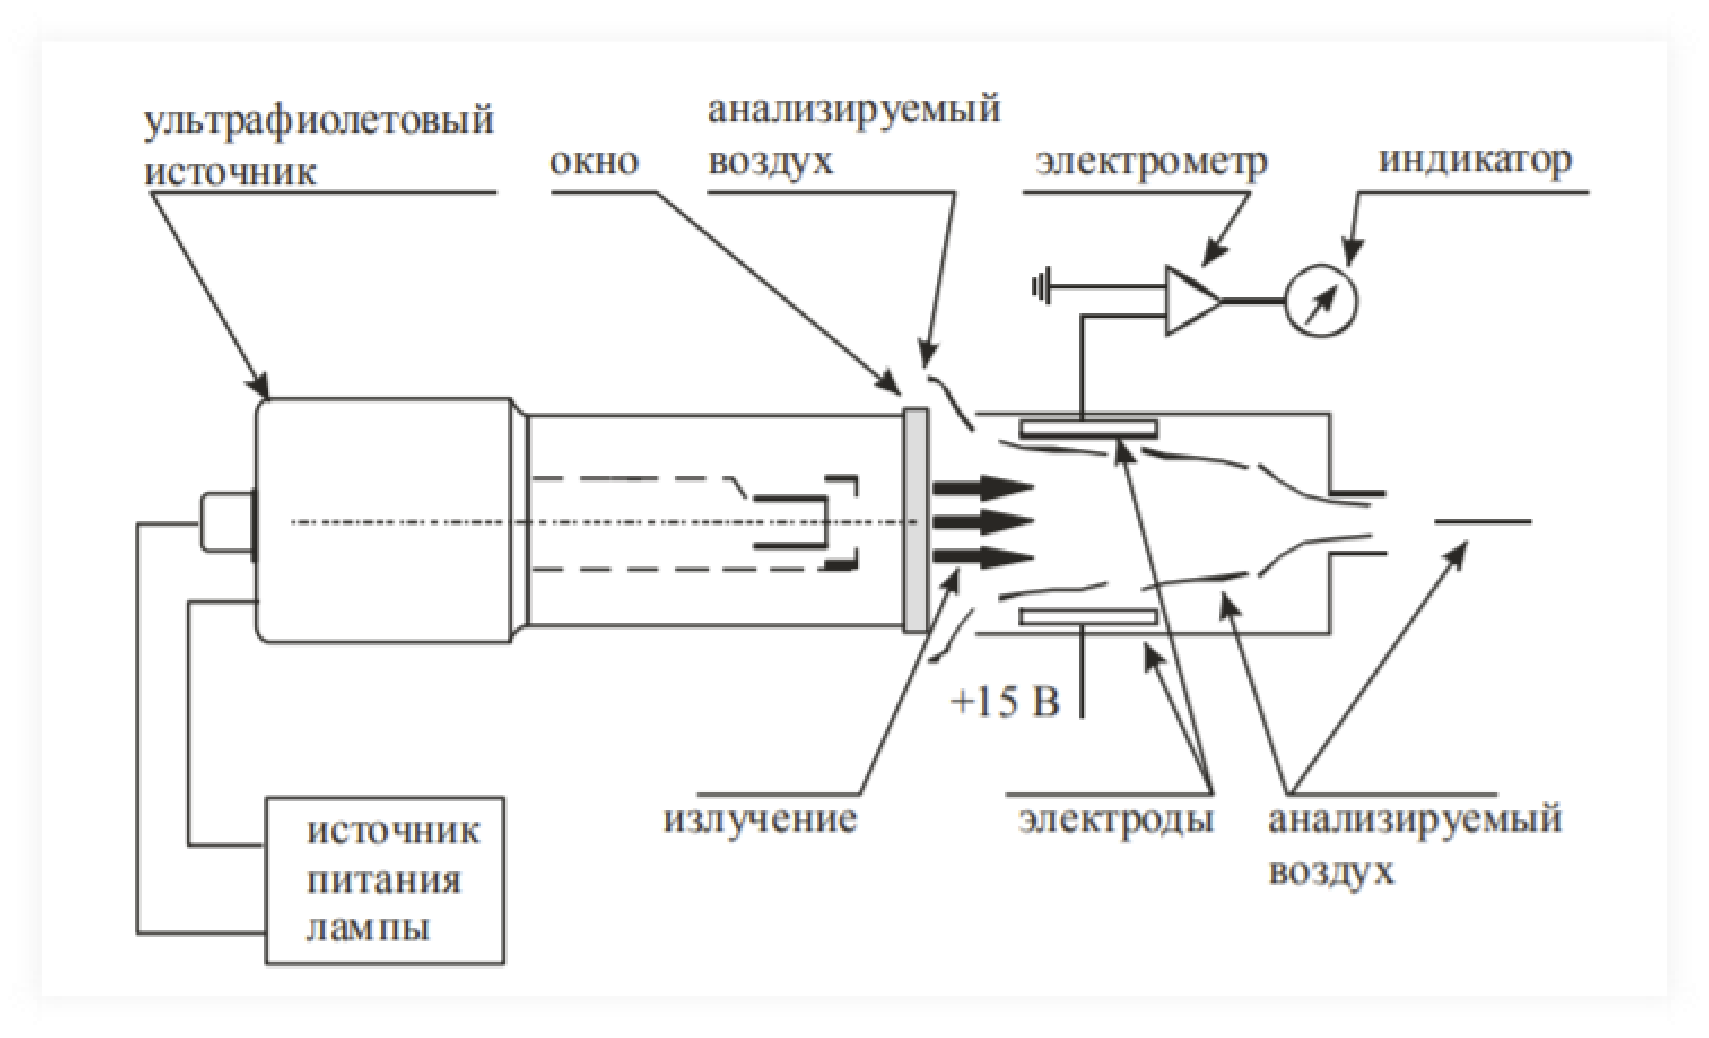 ультрафиолетовый
источник
окно
анализируемый
воздух
электрометр
индикатор
+15 В
излучение
электроды
анализируемый
воздух
источник
питания
лампы